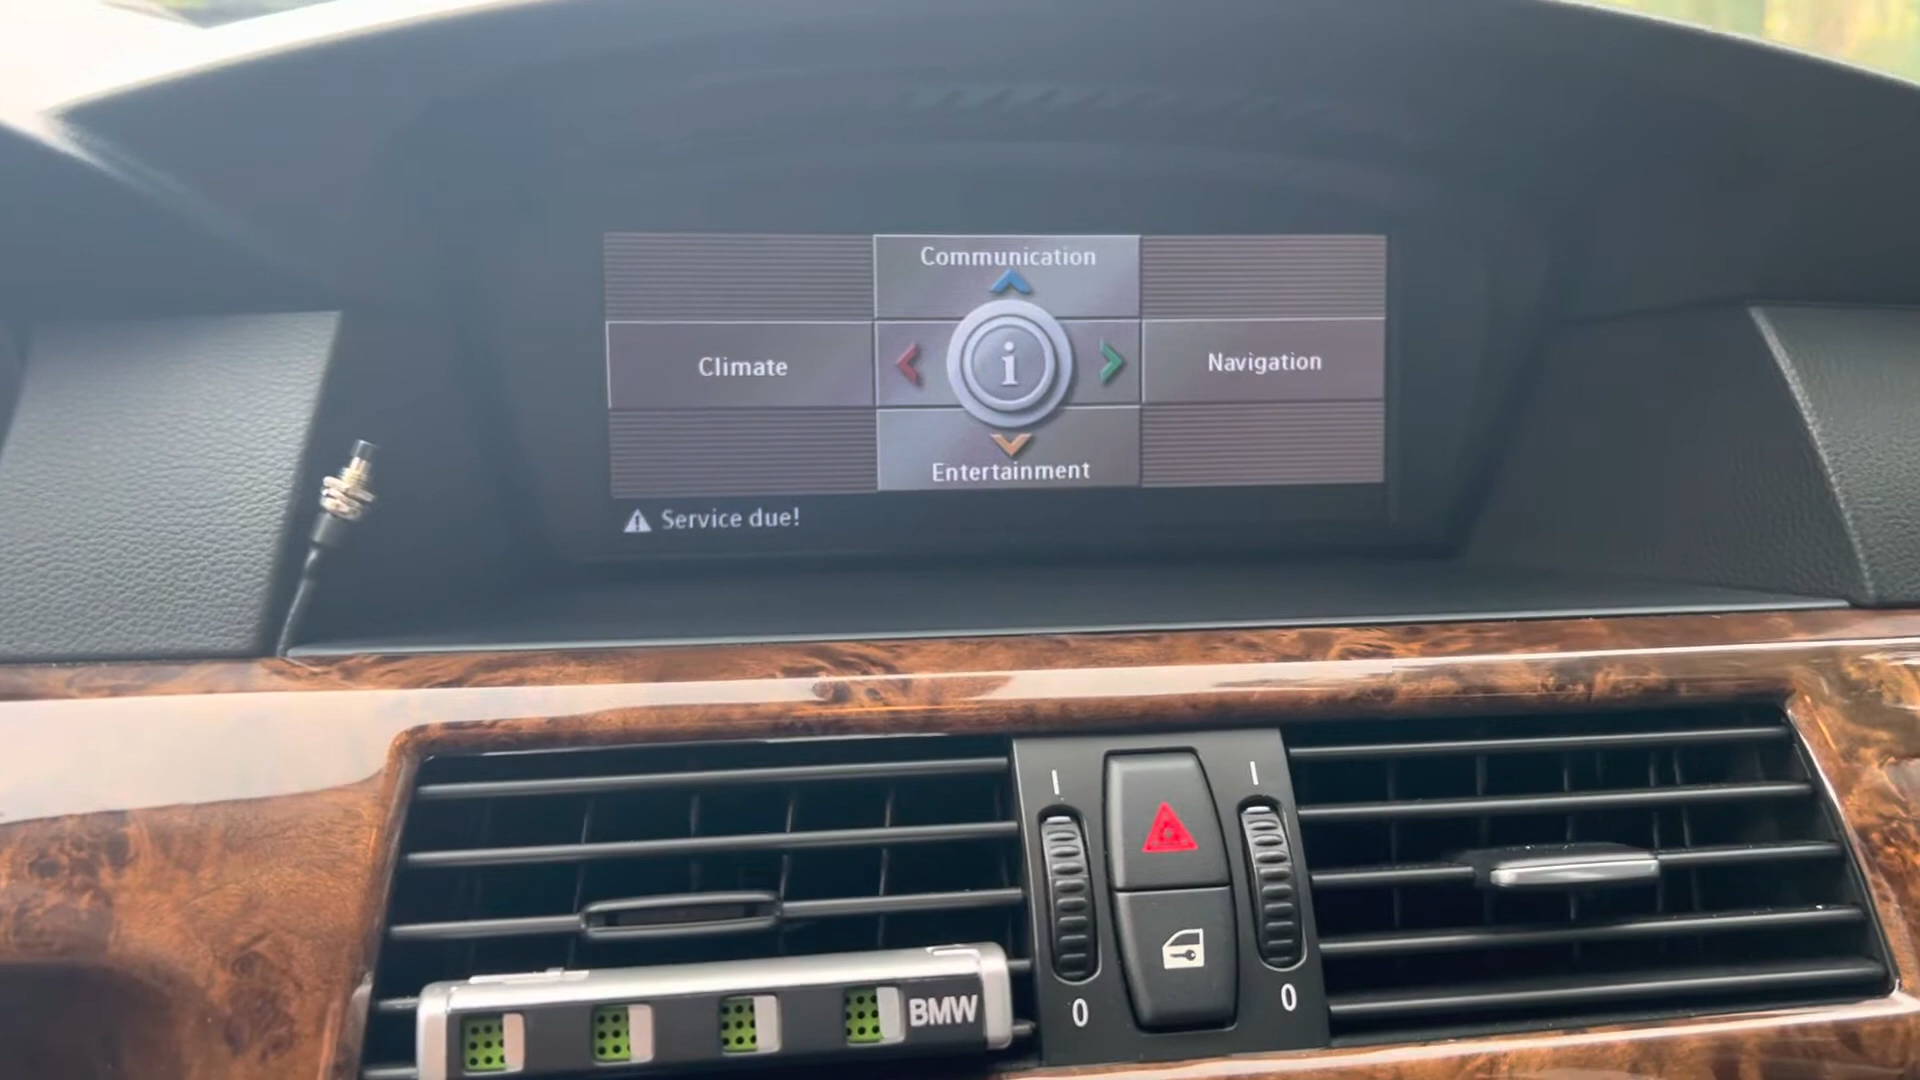 Communication
Climate
i
Navigation
Entertainment
Service due!
I
I
0
0
BMW